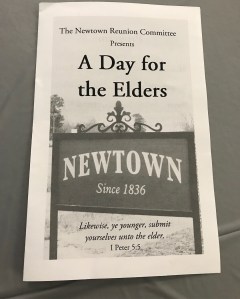 The Newtown Reunion Committee
Presents
A Day for
the Elders
NEWTOWN
Since 1836
Likewise, ye younger, submit
yourselves unto the elder.
1 Peter 5:5